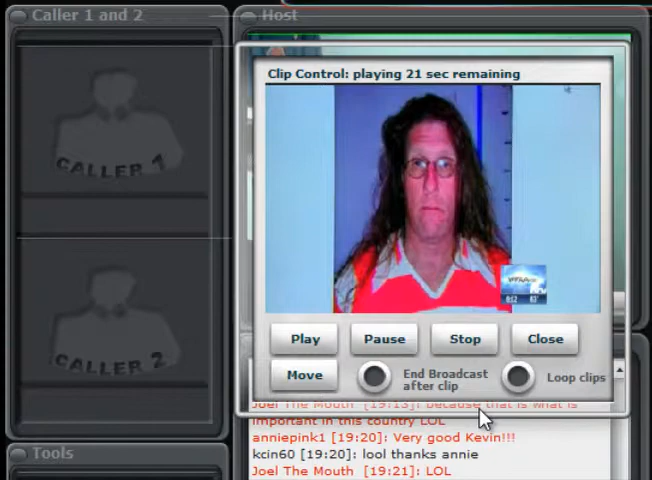 Caller 1 and 2
Host
CALLER 1
CALLER 2
Tools
Clip Control: playing 21 sec remaining
Play
Pause
Stop
Close
Move
End Broadcast
after clip
Loop clips
Joel The Mouth [19:13]: because that is what is
important in this country LOL
anniepink1 [19:20]: Very good Kevin!!!
kcin60 [19:20]: lool thanks annie
Joel The Mouth [19:21]: LOL